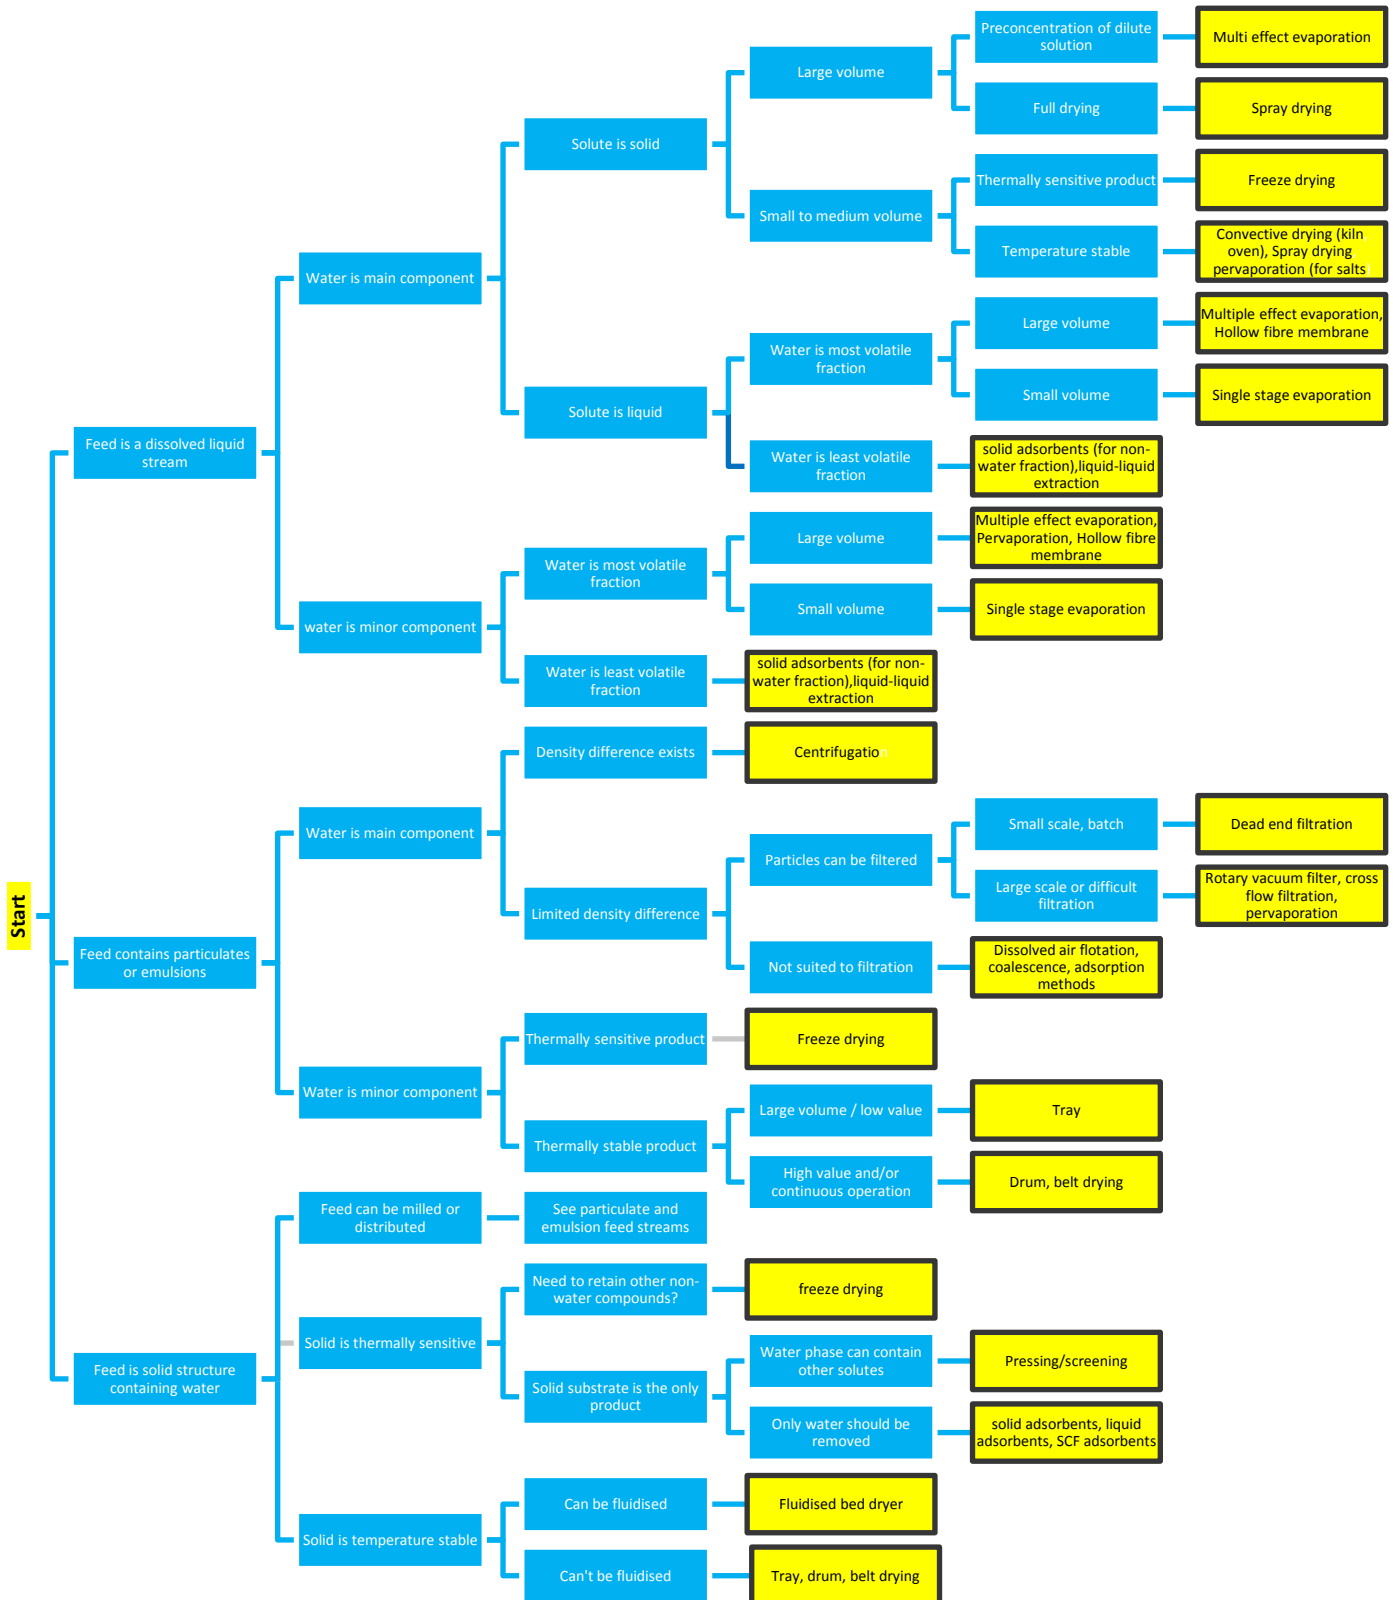 Start
Feed is a dissolved liquid
stream
Water is main component
Solute is solid
Large volume
Preconcentration of dilute
solution
Multi effect evaporation
Full drying
Spray drying
Small to medium volume
Thermally sensitive product
Freeze drying
Temperature stable
Convective drying (kiln
oven), Spray drying
pervaporation (for salts
Solute is liquid
Water is most volatile
fraction
Large volume
Multiple effect evaporation,
Hollow fibre membrane
Small volume
Single stage evaporation
Water is least volatile
fraction
solid adsorbents (for non-
water fraction),liquid-liquid
extraction
water is minor component
Water is most volatile
fraction
Large volume
Multiple effect evaporation,
Pervaporation, Hollow fibre
membrane
Small volume
Single stage evaporation
Water is least volatile
fraction
solid adsorbents (for non-
water fraction),liquid-liquid
extraction
Feed contains particulates
or emulsions
Water is main component
Density difference exists
Centrifugation
Limited density difference
Particles can be filtered
Small scale, batch
Dead end filtration
Large scale or difficult
filtration
Rotary vacuum filter, cross
flow filtration,
pervaporation
Not suited to filtration
Dissolved air flotation,
coalescence, adsorption
methods
Water is minor component
Thermally sensitive product
Freeze drying
Thermally stable product
Large volume / low value
Tray
High value and/or
continuous operation
Drum, belt drying
Feed is solid structure
containing water
Feed can be milled or
distributed
See particulate and
emulsion feed streams
Solid is thermally sensitive
Need to retain other non-
water compounds?
freeze drying
Solid substrate is the only
product
Water phase can contain
other solutes
Pressing/screening
Only water should be
removed
solid adsorbents, liquid
adsorbents, SCF adsorbents
Solid is temperature stable
Can be fluidised
Fluidised bed dryer
Can't be fluidised
Tray, drum, belt drying